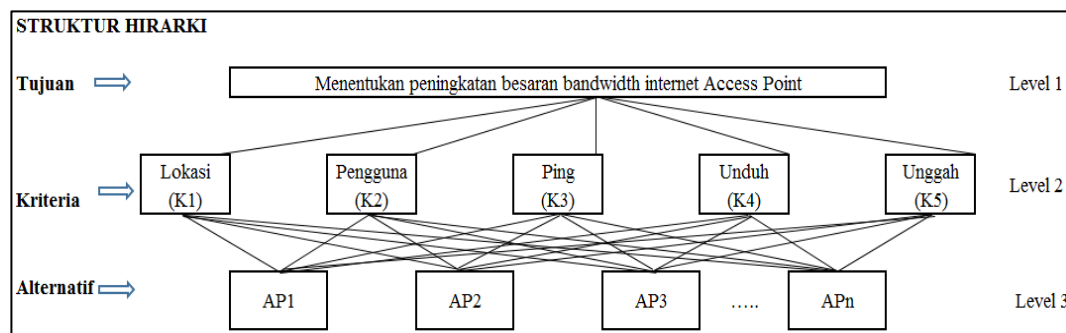 STRUKTUR HIRARKI
Tujuan
Menentukan peningkatan besaran bandwidth internet Access Point
Level 1
Kriteria
Lokasi
(K1)
Pengguna
(K2)
Ping
(K3)
Unduh
(K4)
Unggah
(K5)
Level 2
Alternatif
AP1
AP2
AP3
…..
APn
Level 3